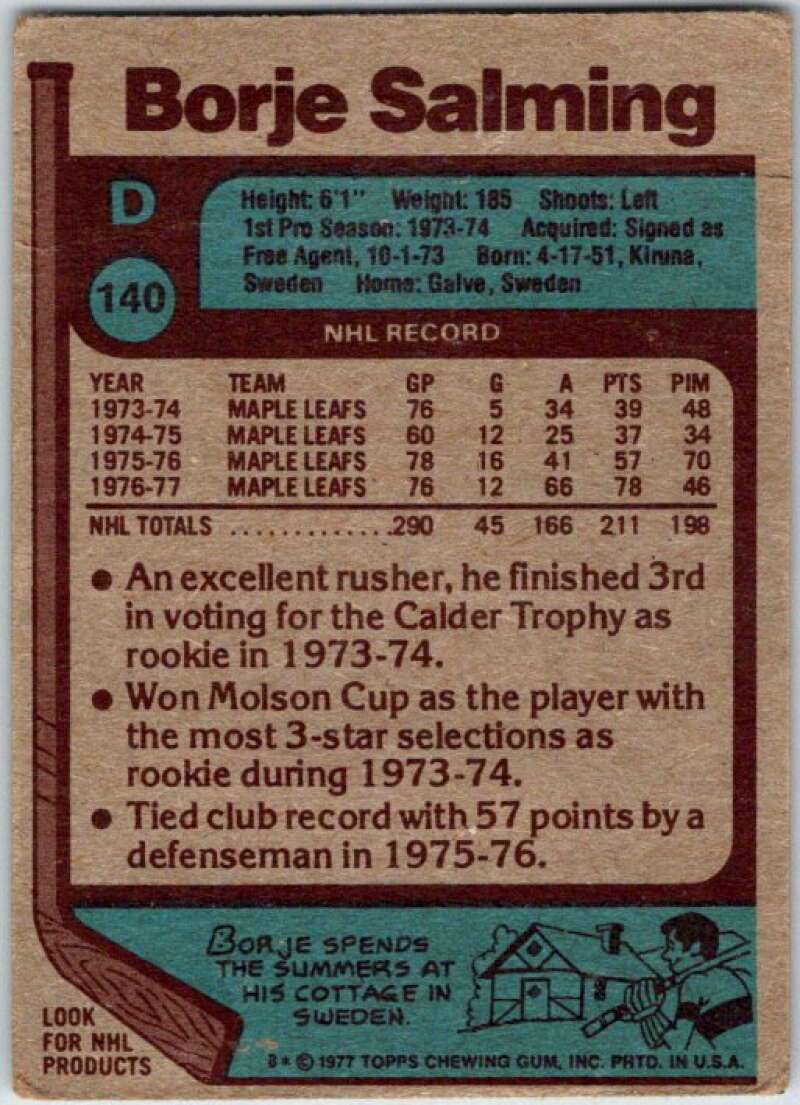 Borje Salming
D
140
Height: 6'1" Weight: 185 Shoots: Left
1st Pro Season: 1973-74 Acquired: Signed as
Free Agent, 10-1-73 Born: 4-17-51, Kiruna,
Sweden Home: Galve, Sweden
NHL RECORD
YEAR TEAM GP G A PTS PIM
1973-74 MAPLE LEAFS 76 5 34 39 48
1974-75 MAPLE LEAFS 60 12 25 37 34
1975-76 MAPLE LEAFS 78 16 41 57 70
1976-77 MAPLE LEAFS 76 12 66 78 46
NHL TOTALS ..............290 45 166 211 198
● An excellent rusher, he finished 3rd
in voting for the Calder Trophy as
rookie in 1973-74.
● Won Molson Cup as the player with
the most 3-star selections as
rookie during 1973-74.
● Tied club record with 57 points by a
defenseman in 1975-76.
BORJE SPENDS
THE SUMMERS AT
HIS COTTAGE IN
SWEDEN.
LOOK
FOR NHL
PRODUCTS
B* © 1977 TOPPS CHEWING GUM, INC. PRTD. IN U.S.A.